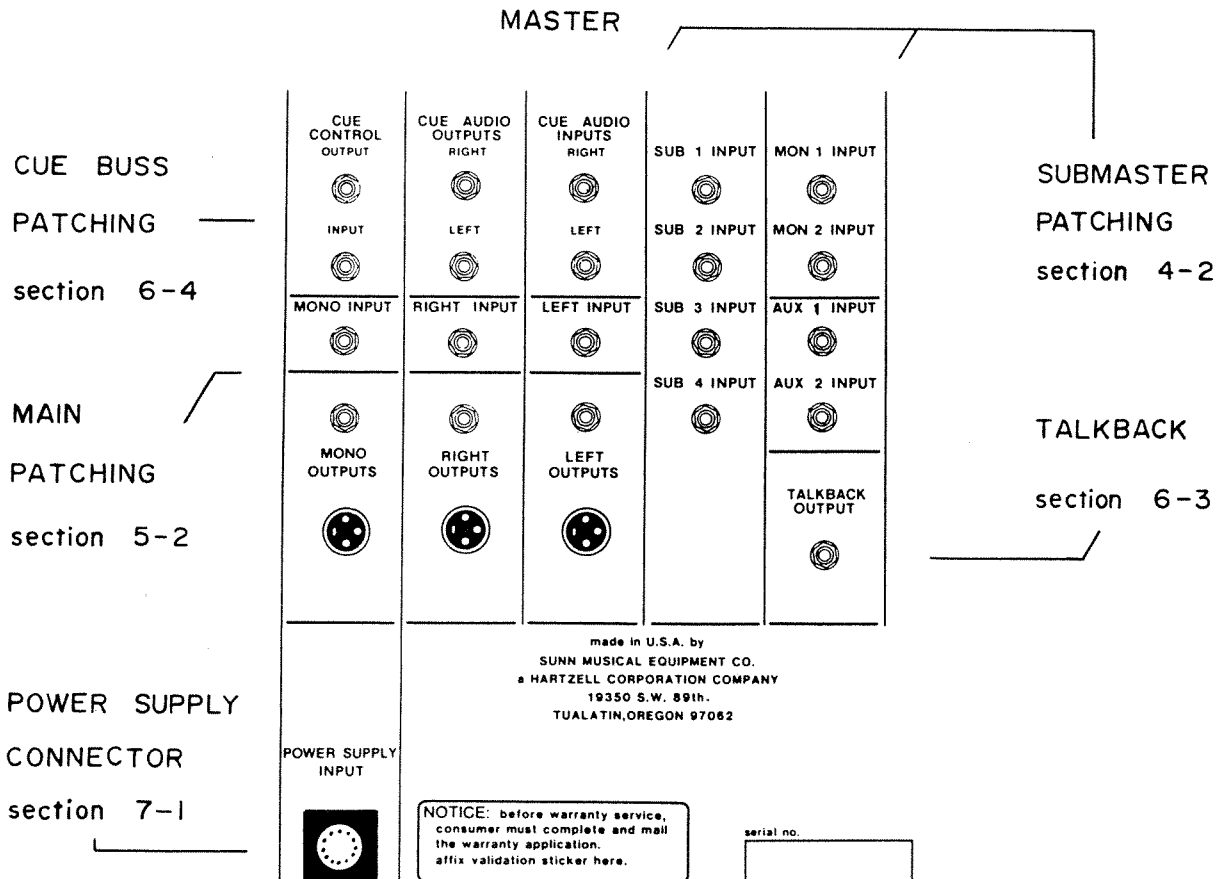 MASTER
CUE BUSS
PATCHING
section 6-4
MAIN
PATCHING
section 5-2
POWER SUPPLY
CONNECTOR
section 7-1
CUE
CONTROL
OUTPUT
INPUT
MONO INPUT
MONO
OUTPUTS
POWER SUPPLY
INPUT
CUE AUDIO
OUTPUTS
RIGHT
LEFT
RIGHT INPUT
RIGHT
OUTPUTS
CUE AUDIO
INPUTS
RIGHT
LEFT
LEFT INPUT
LEFT
OUTPUTS
SUB 1 INPUT
SUB 2 INPUT
SUB 3 INPUT
SUB 4 INPUT
MON 1 INPUT
MON 2 INPUT
AUX 1 INPUT
AUX 2 INPUT
TALKBACK
OUTPUT
SUBMASTER
PATCHING
section 4-2
TALKBACK
section 6-3
made in U.S.A. by
SUNN MUSICAL EQUIPMENT CO.
a HARTZELL CORPORATION COMPANY
19350 S.W. 89th.
TUALATIN,OREGON 97062
NOTICE: before warranty service,
consumer must complete and mail
the warranty application.
affix validation sticker here.
serial no.